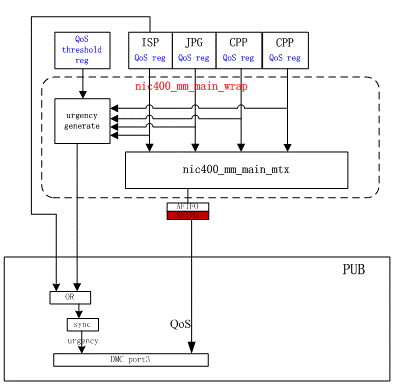 QoS
threshold
reg
ISP
QoS reg
JPG
QoS reg
CPP
QoS reg
CPP
QoS reg
nic400_mm_main_wrap
urgency
generate
nic400_mm_main_mtx
AFIFO
PUB
OR
QoS
sync
urgency
DMC port3